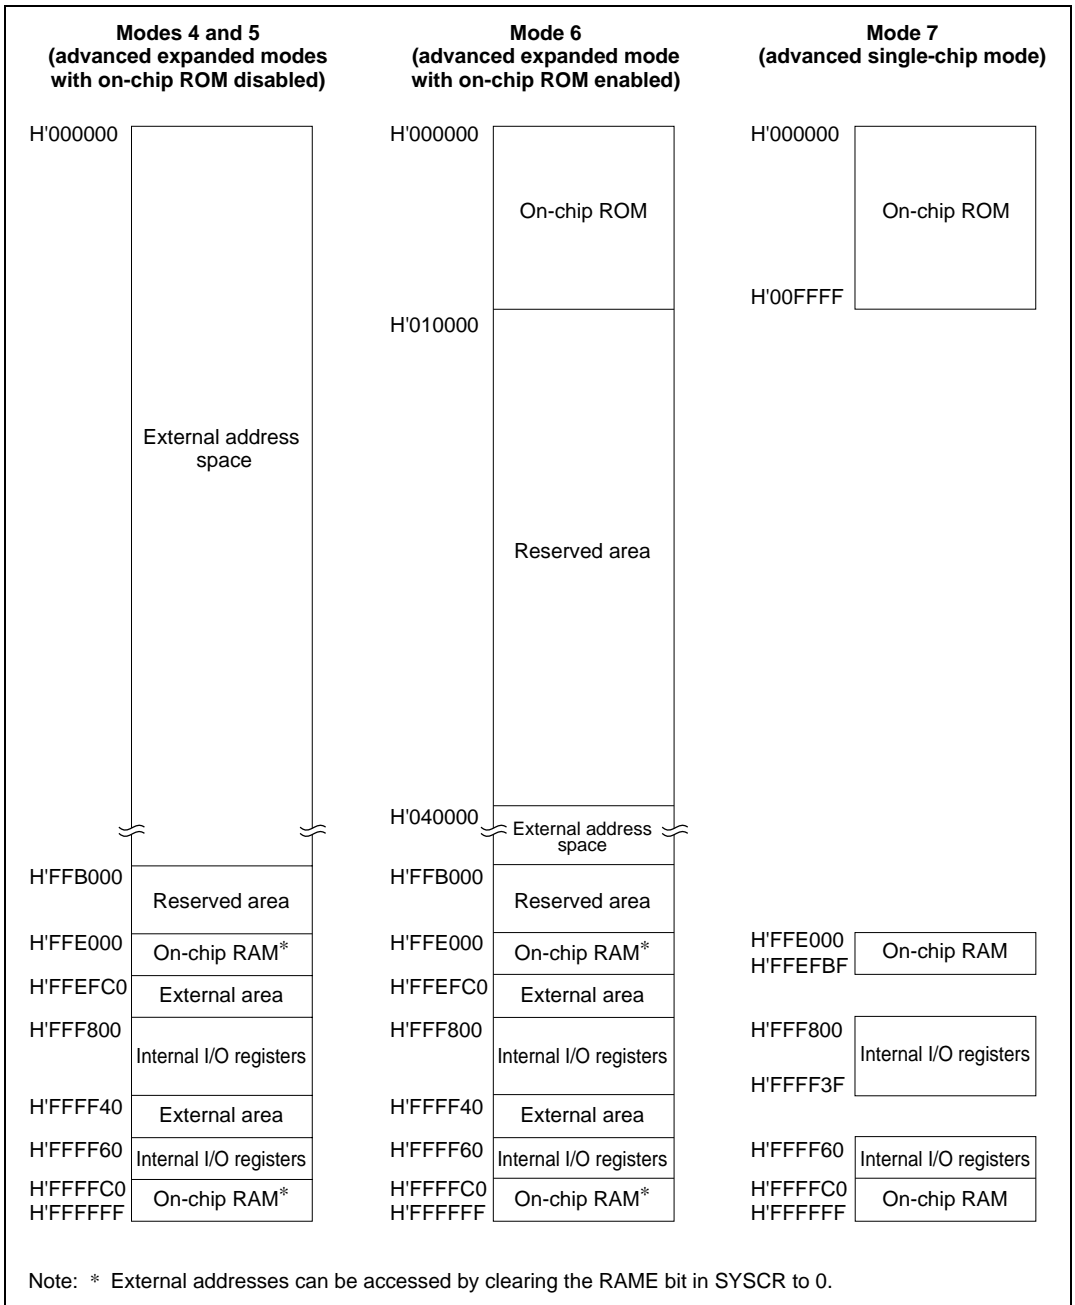 Modes 4 and 5
(advanced expanded modes
with on-chip ROM disabled)
H'000000
External address
space
H'FFB000
Reserved area
H'FFE000
On-chip RAM*
H'FFEFC0
External area
H'FFF800
Internal I/O registers
H'FFFF40
External area
H'FFFF60
Internal I/O registers
H'FFFFC0
On-chip RAM*
H'FFFFFF
Mode 6
(advanced expanded mode
with on-chip ROM enabled)
H'000000
On-chip ROM
H'010000
Reserved area
H'040000
External address
space
H'FFB000
Reserved area
H'FFE000
On-chip RAM*
H'FFEFC0
External area
H'FFF800
Internal I/O registers
H'FFFF40
External area
H'FFFF60
Internal I/O registers
H'FFFFC0
On-chip RAM*
H'FFFFFF
Mode 7
(advanced single-chip mode)
H'000000
On-chip ROM
H'00FFFF
H'FFE000
On-chip RAM
H'FFEFBF
H'FFF800
Internal I/O registers
H'FFFF3F
H'FFFF60
Internal I/O registers
H'FFFFC0
On-chip RAM
H'FFFFFF
Note: * External addresses can be accessed by clearing the RAME bit in SYSCR to 0.